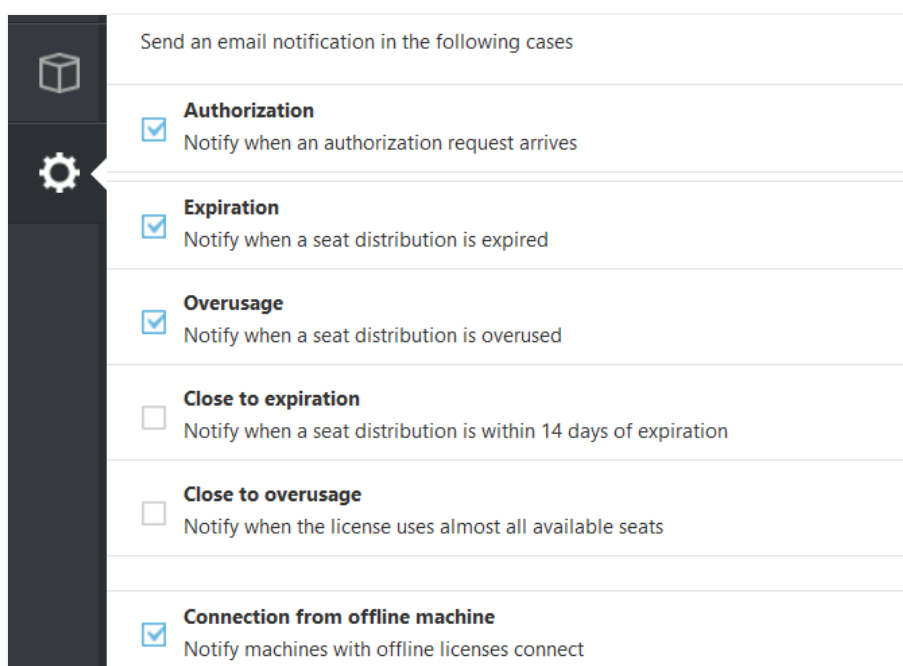 Send an email notification in the following cases
Authorization
Notify when an authorization request arrives
Expiration
Notify when a seat distribution is expired
Overusage
Notify when a seat distribution is overused
Close to expiration
Notify when a seat distribution is within 14 days of expiration
Close to overusage
Notify when the license uses almost all available seats
Connection from offline machine
Notify machines with offline licenses connect